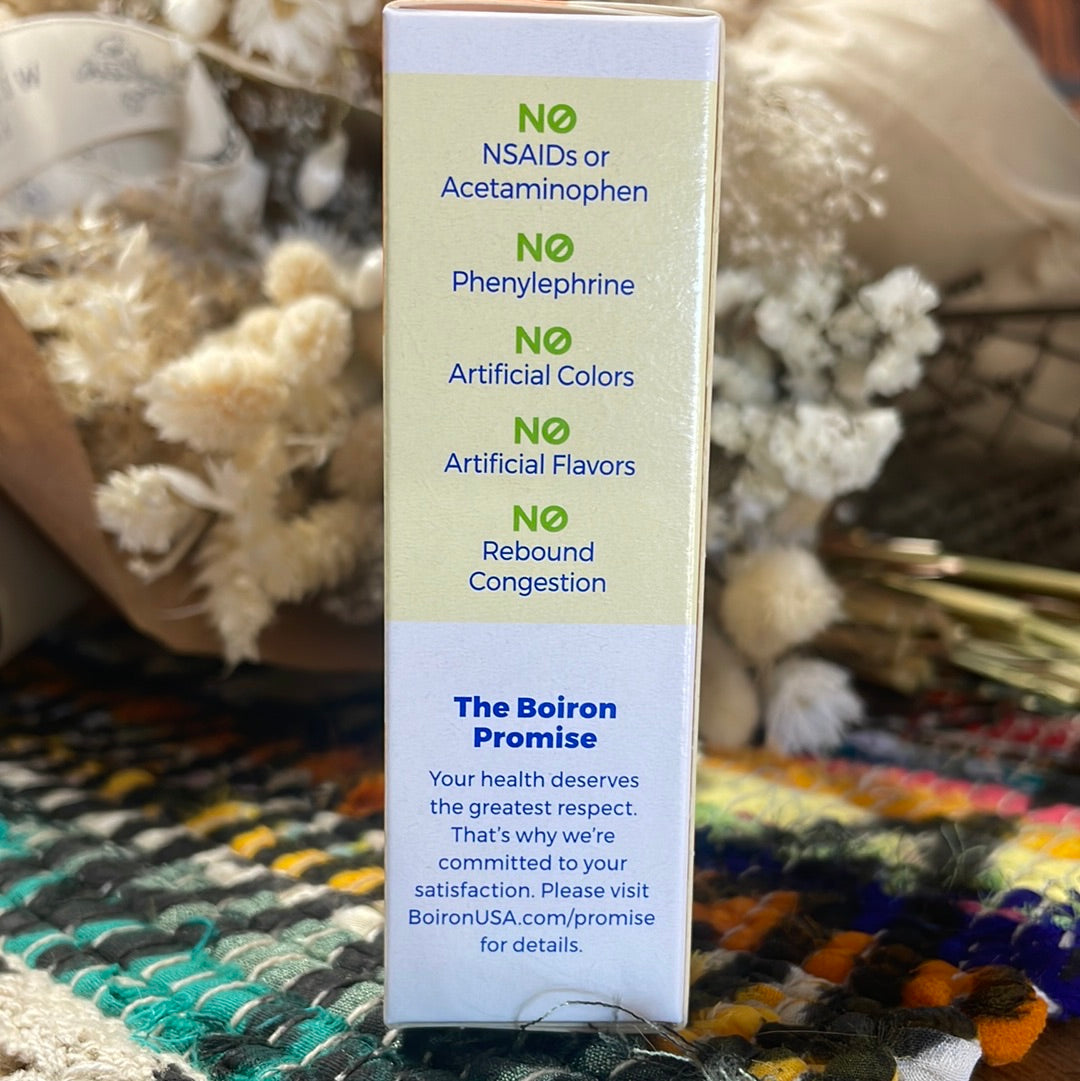 NO
NSAIDs or
Acetaminophen
NO
Phenylephrine
NO
Artificial Colors
NO
Artificial Flavors
NO
Rebound
Congestion
The Boiron
Promise
Your health deserves
the greatest respect.
That's why we're
committed to your
satisfaction. Please visit
BoironUSA.com/promise
for details.